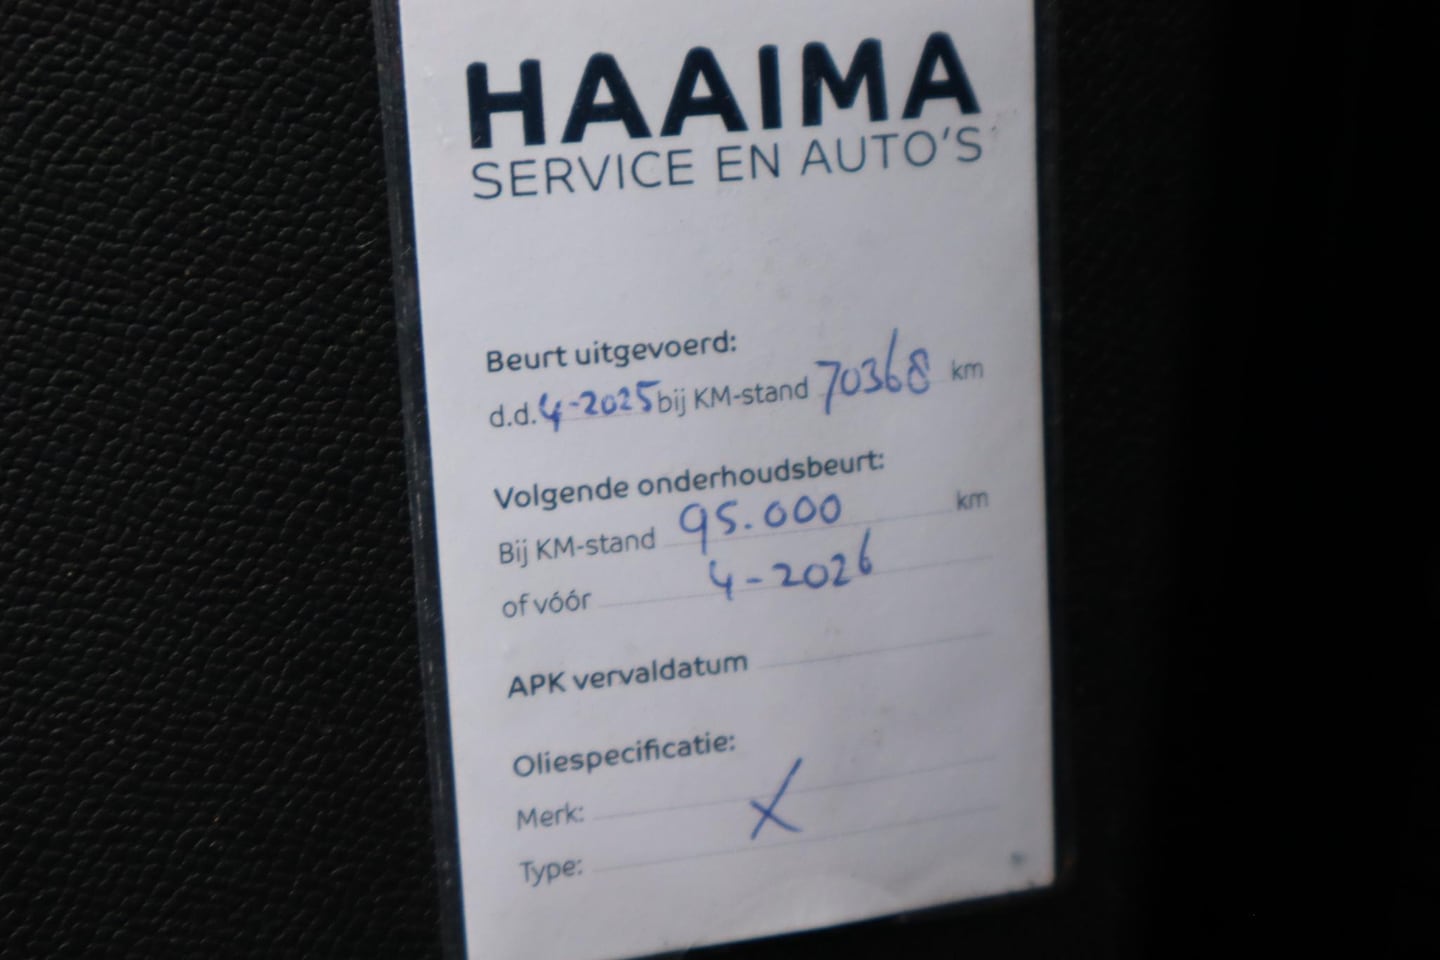 HAAIMA
SERVICE EN AUTO'S
Beurt uitgevoerd:
d.d. 4-2025 bij KM-stand 70368 km
Volgende onderhoudsbeurt:
Bij KM-stand 95.000 km
of vóór 4-2026
APK vervaldatum
Oliespecificatie:
Merk: X
Type: